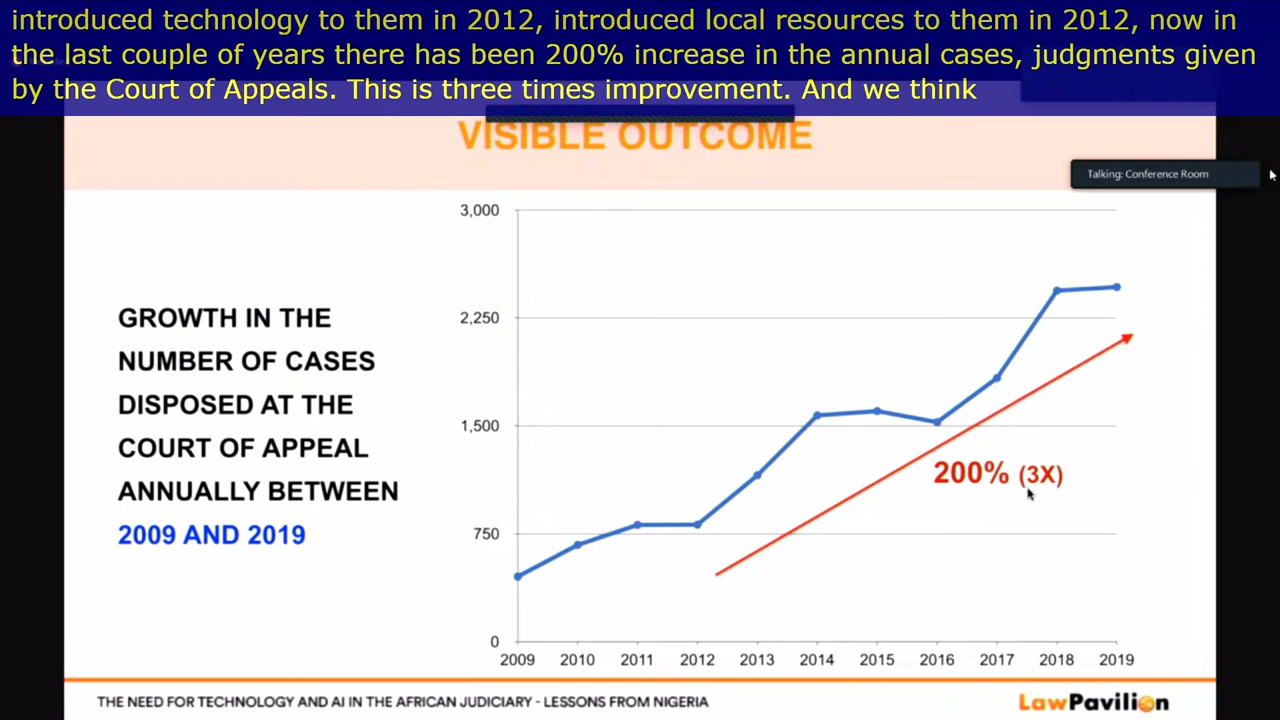 introduced technology to them in 2012, introduced local resources to them in 2012, now in
the last couple of years there has been 200% increase in the annual cases, judgments given
by the Court of Appeals. This is three times improvement. And we think
VISIBLE OUTCOME
Talking: Conference Room
GROWTH IN THE
NUMBER OF CASES
DISPOSED AT THE
COURT OF APPEAL
ANNUALLY BETWEEN
2009 AND 2019
3,000
2,250
1,500
750
0
200% (3X)
2009 2010 2011 2012 2013 2014 2015 2016 2017 2018 2019
THE NEED FOR TECHNOLOGY AND AI IN THE AFRICAN JUDICIARY - LESSONS FROM NIGERIA
LawPavilion